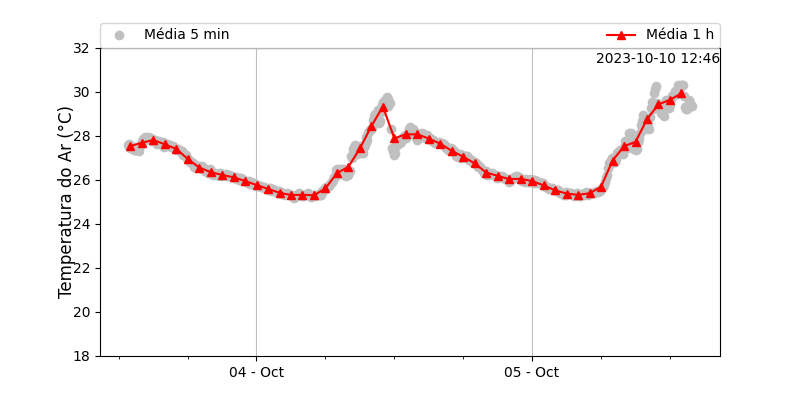 Média 5 min
Média 1 h
2023-10-10 12:46
Temperatura do Ar (°C)
32
30
28
26
24
22
20
18
04 - Oct
05 - Oct